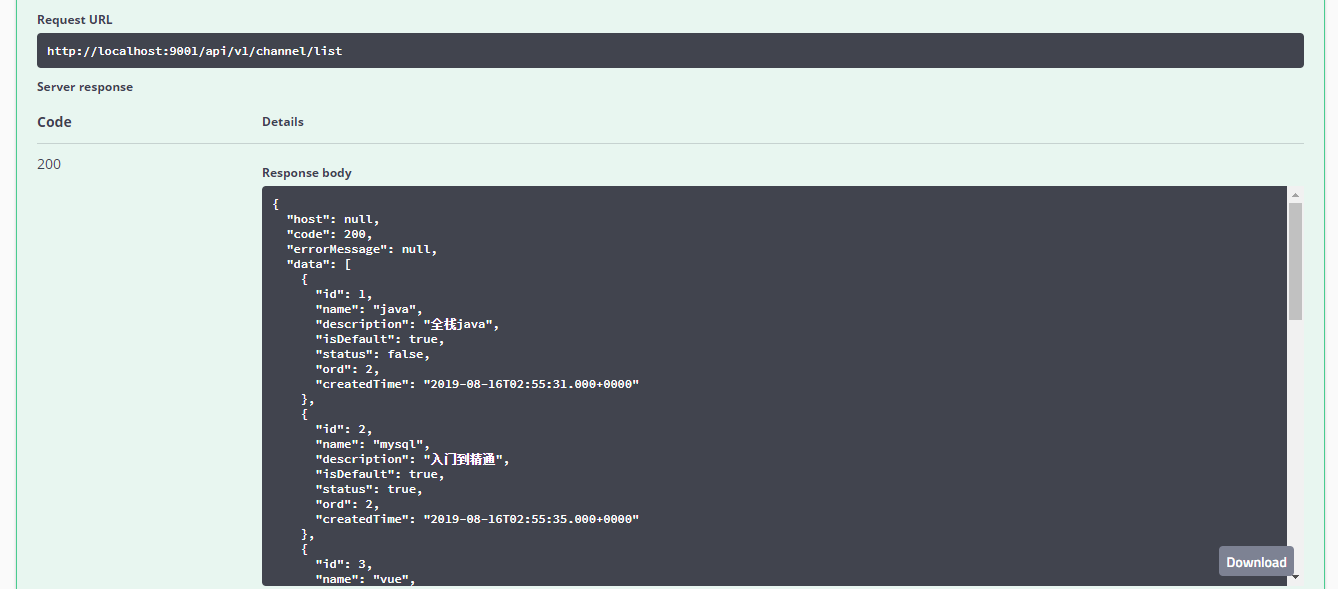 Request URL
http://localhost:9001/api/v1/channel/list
Server response
Code Details
200
Response body
{
  "host": null,
  "code": 200,
  "errorMessage": null,
  "data": [
    {
      "id": 1,
      "name": "java",
      "description": "全栈java",
      "isDefault": true,
      "status": false,
      "ord": 2,
      "createdTime": "2019-08-16T02:55:31.000+0000"
    },
    {
      "id": 2,
      "name": "mysql",
      "description": "入门到精通",
      "isDefault": true,
      "status": true,
      "ord": 2,
      "createdTime": "2019-08-16T02:55:35.000+0000"
    },
    {
      "id": 3,
      "name": "vue",
Download